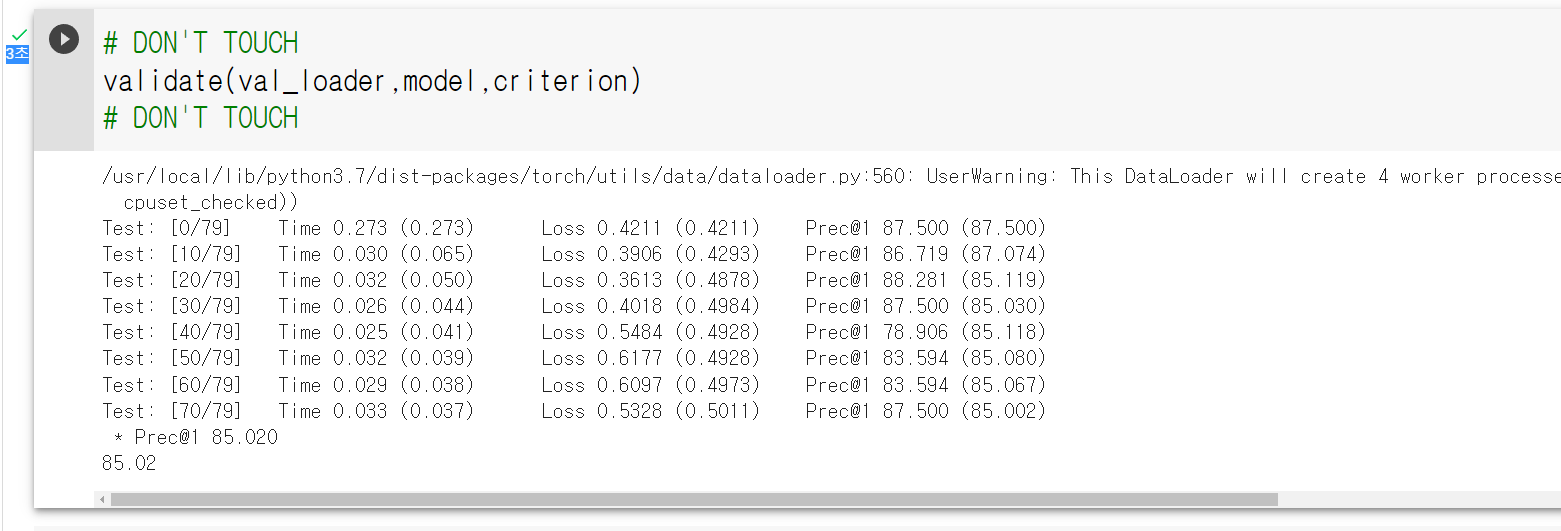 3초
# DON'T TOUCH
validate(val_loader,model,criterion)
# DON'T TOUCH
/usr/local/lib/python3.7/dist-packages/torch/utils/data/dataloader.py:560: UserWarning: This DataLoader will create 4 worker processe
cpuset_checked))
Test: [0/79] Time 0.273 (0.273) Loss 0.4211 (0.4211) Prec@1 87.500 (87.500)
Test: [10/79] Time 0.030 (0.065) Loss 0.3906 (0.4293) Prec@1 86.719 (87.074)
Test: [20/79] Time 0.032 (0.050) Loss 0.3613 (0.4878) Prec@1 88.281 (85.119)
Test: [30/79] Time 0.026 (0.044) Loss 0.4018 (0.4984) Prec@1 87.500 (85.030)
Test: [40/79] Time 0.025 (0.041) Loss 0.5484 (0.4928) Prec@1 78.906 (85.118)
Test: [50/79] Time 0.032 (0.039) Loss 0.6177 (0.4928) Prec@1 83.594 (85.080)
Test: [60/79] Time 0.029 (0.038) Loss 0.6097 (0.4973) Prec@1 83.594 (85.067)
Test: [70/79] Time 0.033 (0.037) Loss 0.5328 (0.5011) Prec@1 87.500 (85.002)
* Prec@1 85.020
85.02